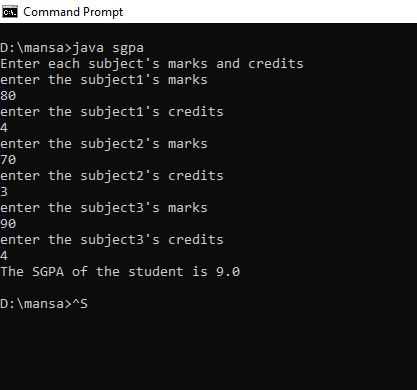 Command Prompt
D:\mansa>java sgpa
Enter each subject's marks and credits
enter the subject1's marks
80
enter the subject1's credits
4
enter the subject2's marks
70
enter the subject2's credits
3
enter the subject3's marks
90
enter the subject3's credits
4
The SGPA of the student is 9.0
D:\mansa>^S